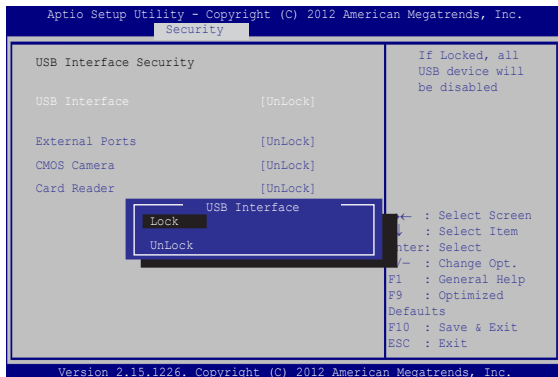 Aptio Setup Utility - Copyright (C) 2012 American Megatrends, Inc.
Security
USB Interface Security
USB Interface [UnLock]
External Ports [UnLock]
CMOS Camera [UnLock]
Card Reader [UnLock]
USB Interface
Lock
UnLock
If Locked, all
USB device will
be disabled
← : Select Screen
↓ : Select Item
nter: Select
/— : Change Opt.
F1 : General Help
F9 : Optimized
Defaults
F10 : Save & Exit
ESC : Exit
Version 2.15.1226. Copyright (C) 2012 American Megatrends, Inc.